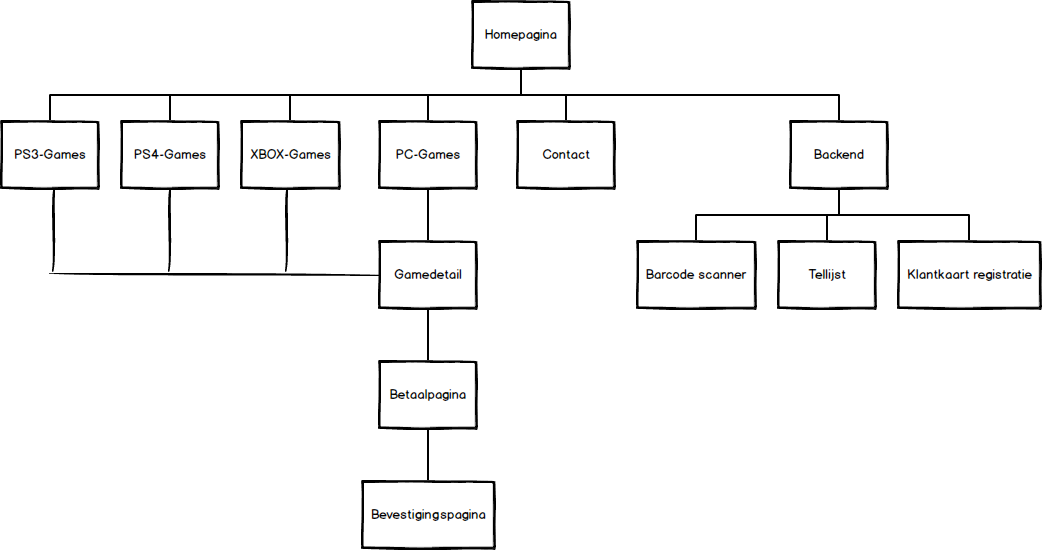 Homepagina
PS3-Games
PS4-Games
XBOX-Games
PC-Games
Contact
Backend
Gamedetail
Barcode scanner
Tellijst
Klantkaart registratie
Betaalpagina
Bevestigingspagina